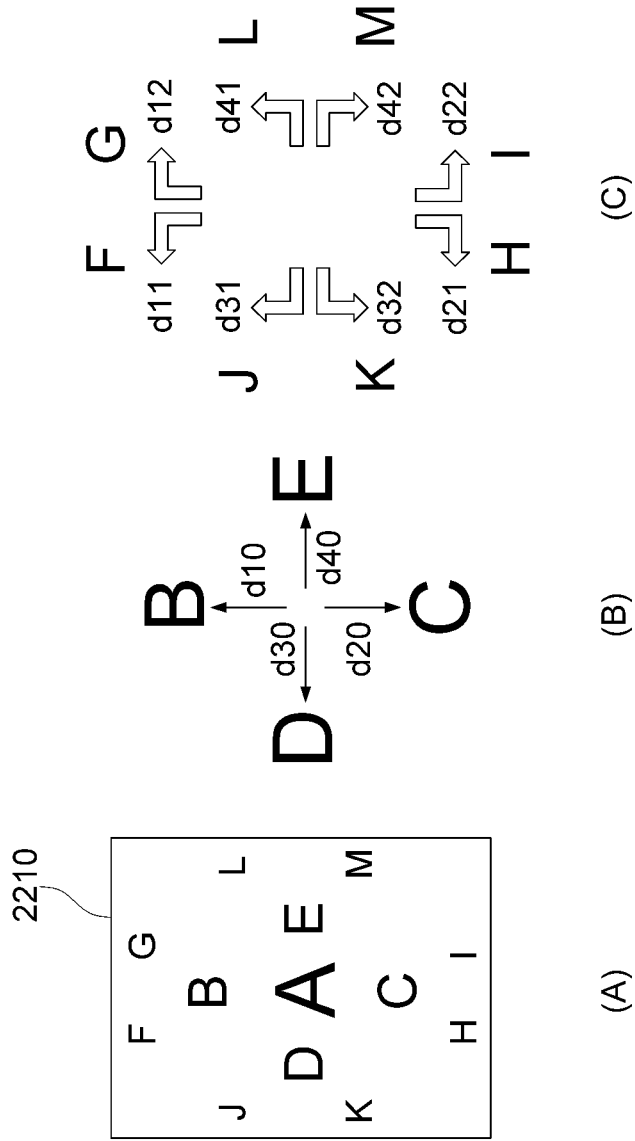 2210
F G
B
J L
D A E
K M
C
H I
(A)
B
d10
d30
D E
d40
d20
C
(B)
F G
d11 d12
J d31 d41 L
K d32 d42 M
d21 d22
H I
(C)